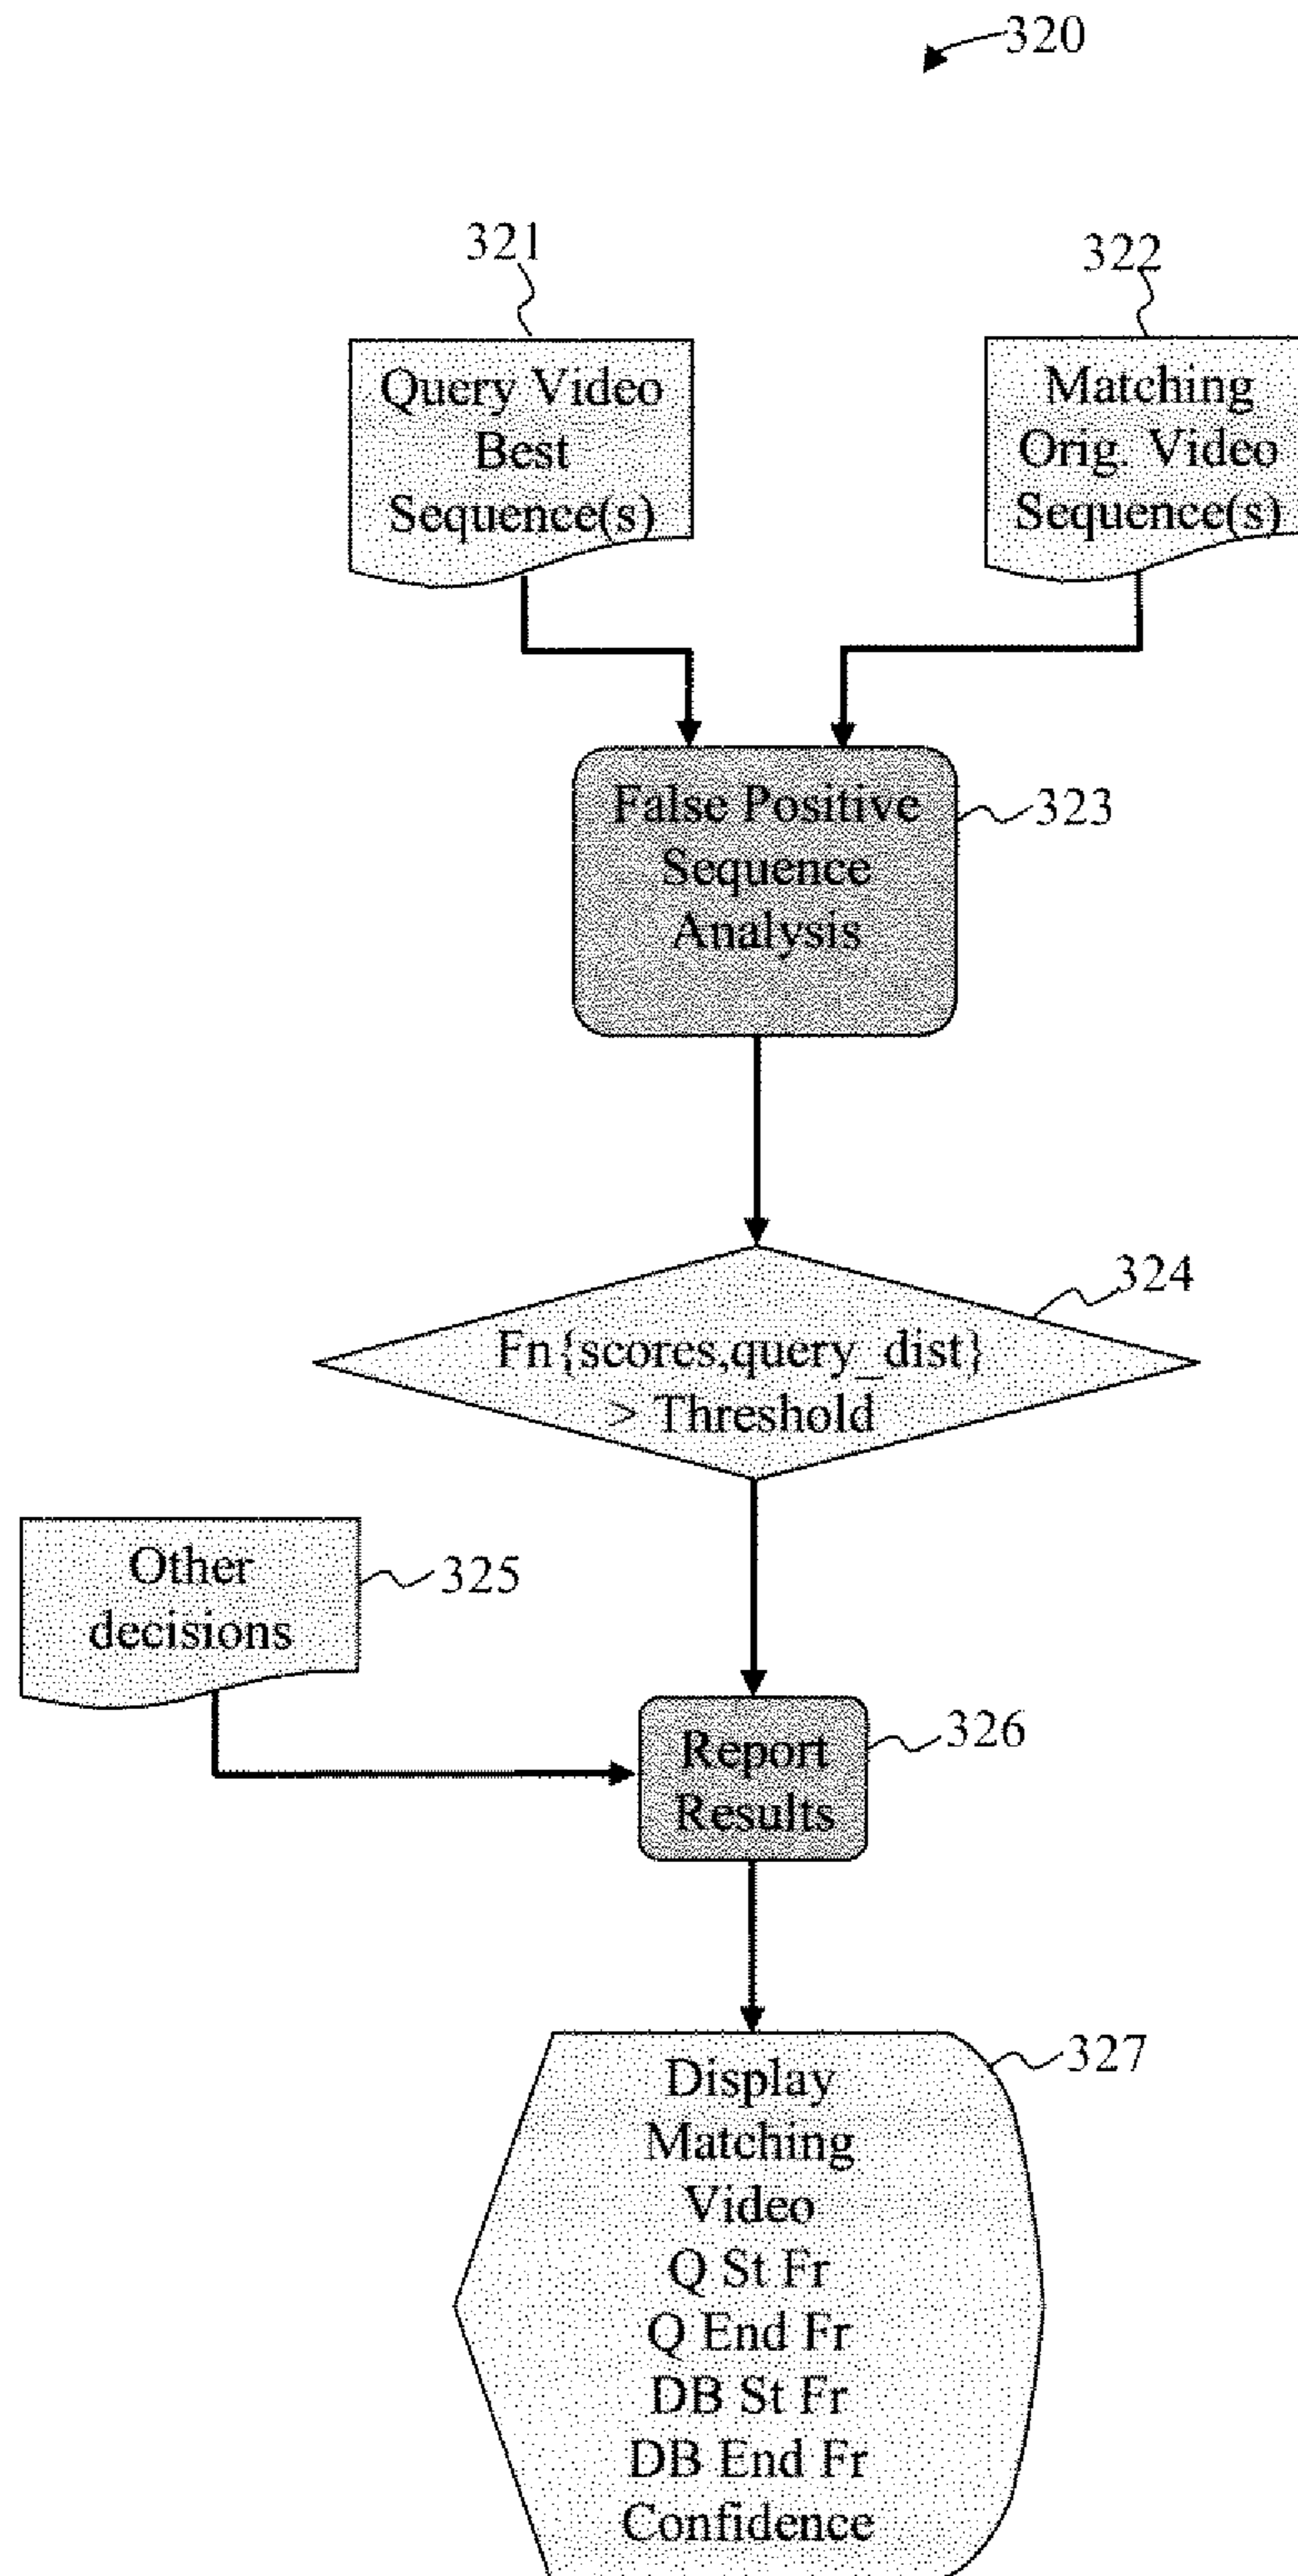 320
321
322
Query Video
Best
Sequence(s)
Matching
Orig. Video
Sequence(s)
False Positive
Sequence
Analysis
323
324
Fn{scores,query_dist}
> Threshold
Other
decisions
325
Report
Results
326
327
Display
Matching
Video
Q St Fr
Q End Fr
DB St Fr
DB End Fr
Confidence